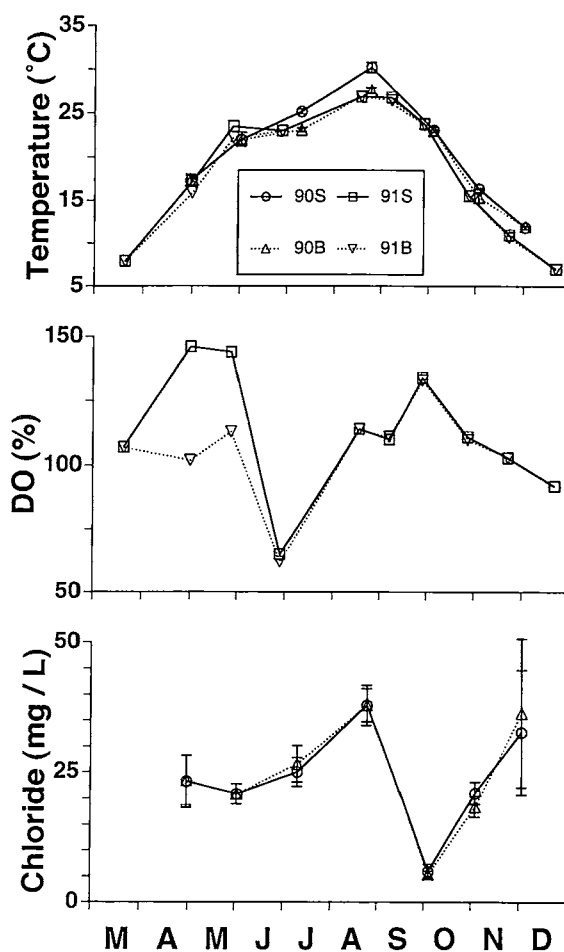 Temperature (°C)
35
25
15
5
90S 91S
90B 91B
DO (%)
150
100
50
Chloride (mg / L)
50
25
0
M A M J J A S O N D